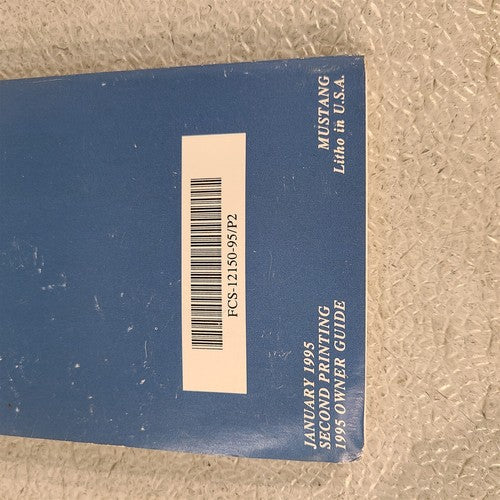 FCS-12150-95/P2
JANUARY 1995
SECOND PRINTING
1995 OWNER GUIDE
MUSTANG
Litho in U.S.A.